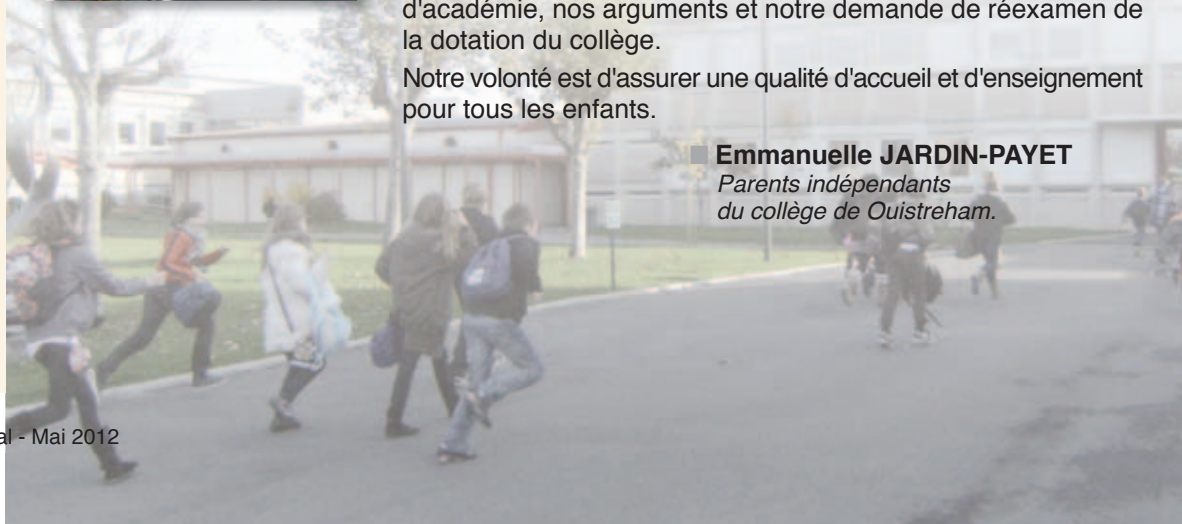 d'académie, nos arguments et notre demande de réexamen de
la dotation du collège.
Notre volonté est d'assurer une qualité d'accueil et d'enseignement
pour tous les enfants.
Emmanuelle JARDIN-PAYET
Parents indépendants
du collège de Ouistreham.
- Mai 2012